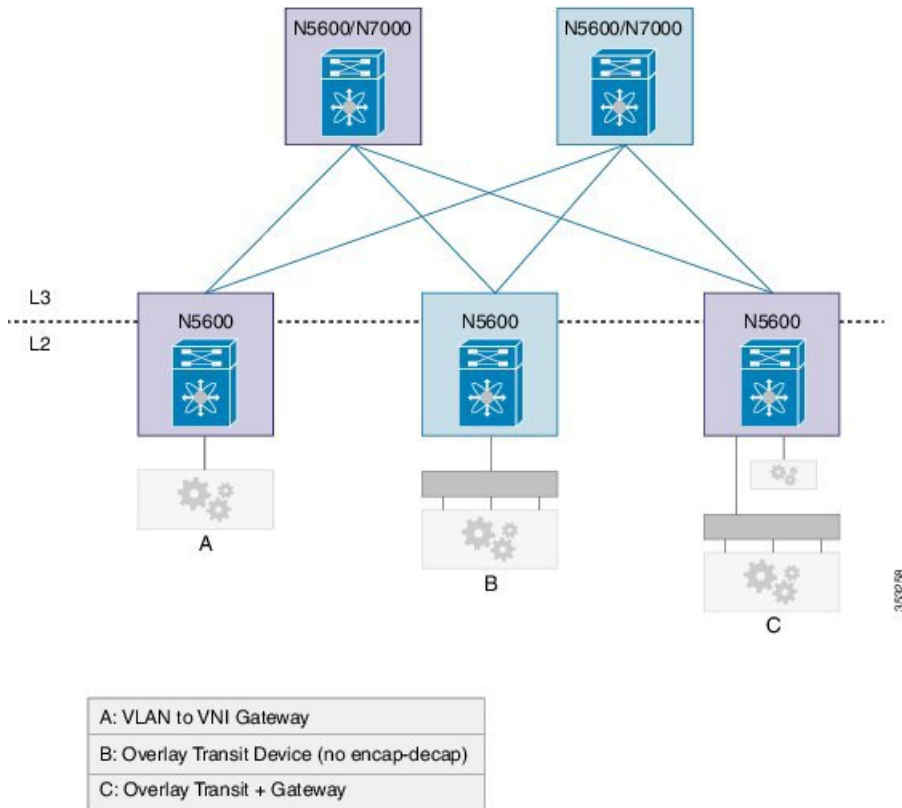 N5600/N7000
N5600/N7000
L3
L2
N5600
N5600
N5600
A
B
C
353258
A: VLAN to VNI Gateway
B: Overlay Transit Device (no encap-decap)
C: Overlay Transit + Gateway